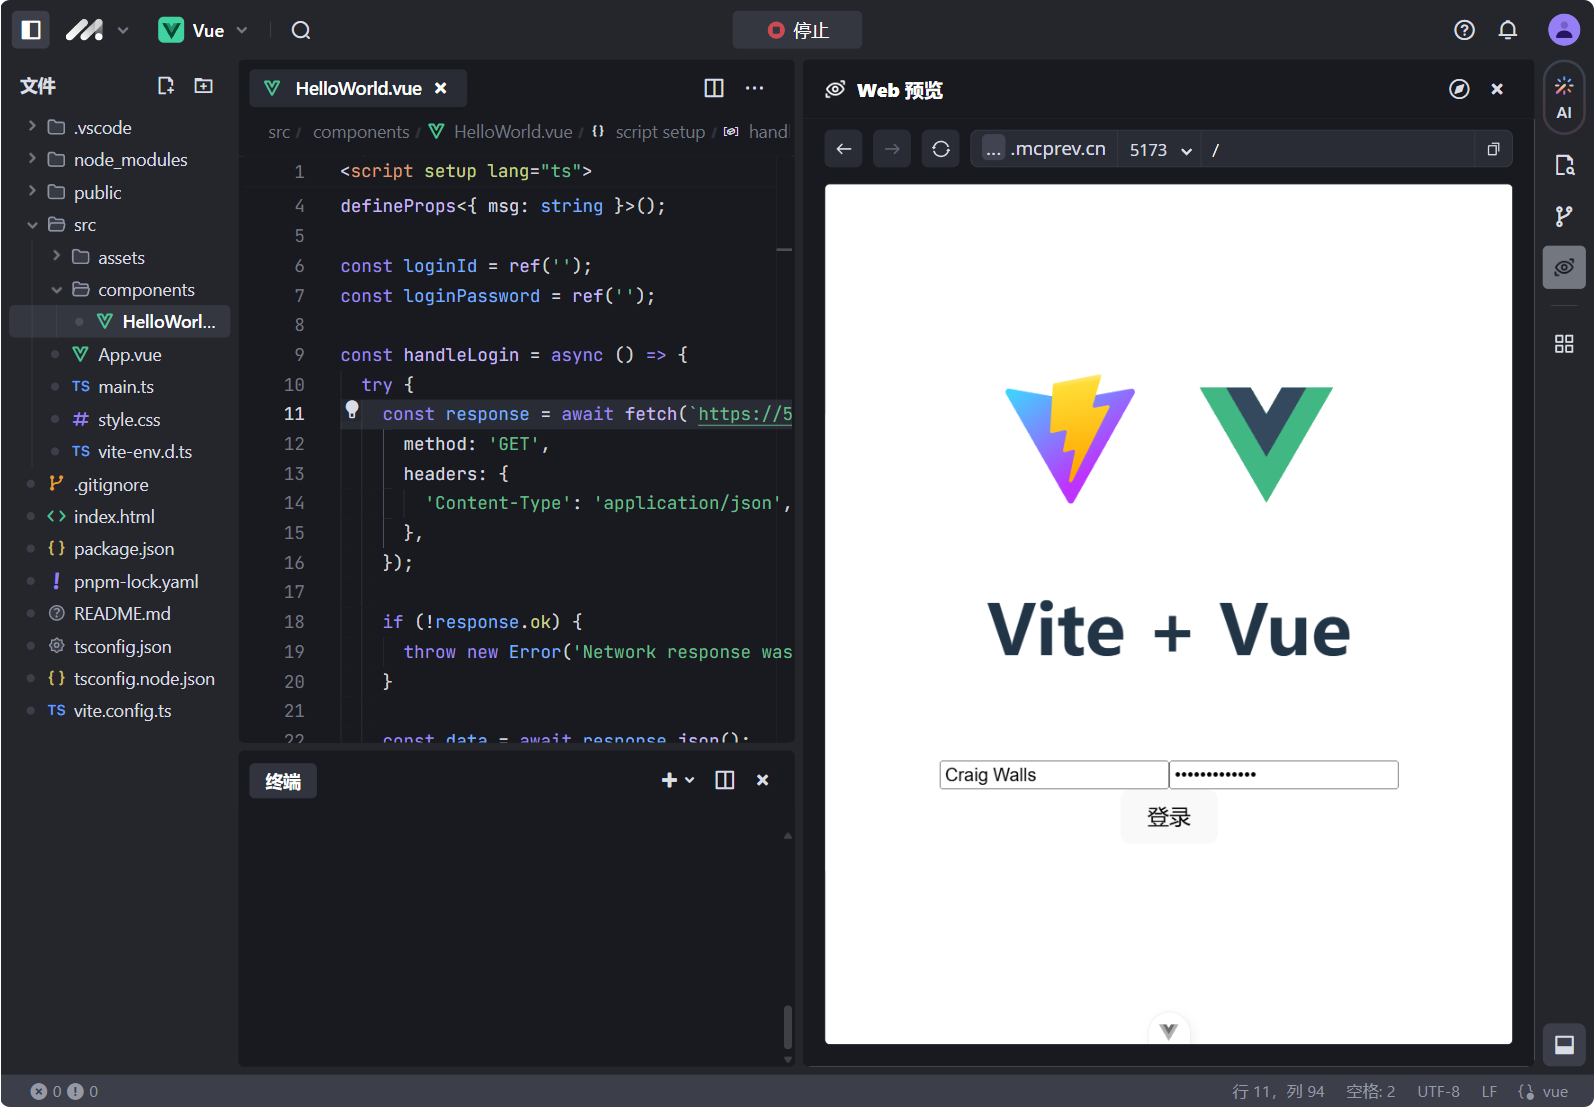 Vue
停止
文件
.vscode
node_modules
public
src
assets
components
HelloWorl...
App.vue
TS main.ts
# style.css
TS vite-env.d.ts
.gitignore
<> index.html
{} package.json
! pnpm-lock.yaml
README.md
tsconfig.json
{} tsconfig.node.json
TS vite.config.ts
HelloWorld.vue
src / components / HelloWorld.vue / {} script setup / handl
1 <script setup lang="ts">
4 defineProps<{ msg: string }>();
5
6 const loginId = ref('');
7 const loginPassword = ref('');
8
9 const handleLogin = async () => {
10 try {
11 const response = await fetch(`https://5
12 method: 'GET',
13 headers: {
14 'Content-Type': 'application/json',
15 },
16 });
17
18 if (!response.ok) {
19 throw new Error('Network response was
20 }
21
22 const data = await response.json();
终端
Web 预览
... .mcprev.cn 5173 /
Vite + Vue
Craig Walls •••••••••••••
登录
AI
0 0
行 11，列 94 空格: 2 UTF-8 LF vue